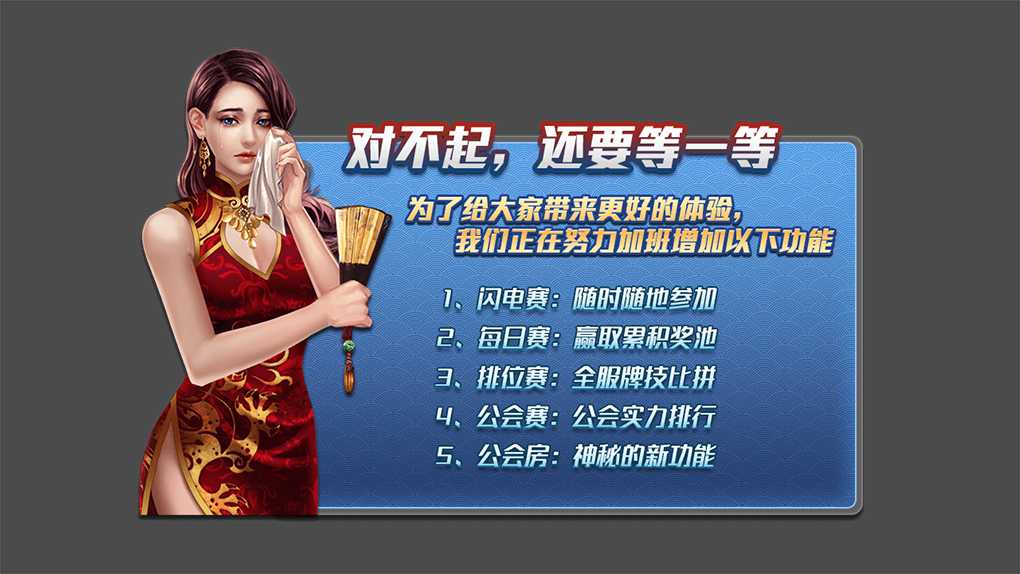 对不起，还要等一等
为了给大家带来更好的体验，
我们正在努力加班增加以下功能
1、闪电赛：随时随地参加
2、每日赛：赢取累积奖池
3、排位赛：全服牌技比拼
4、公会赛：公会实力排行
5、公会房：神秘的新功能